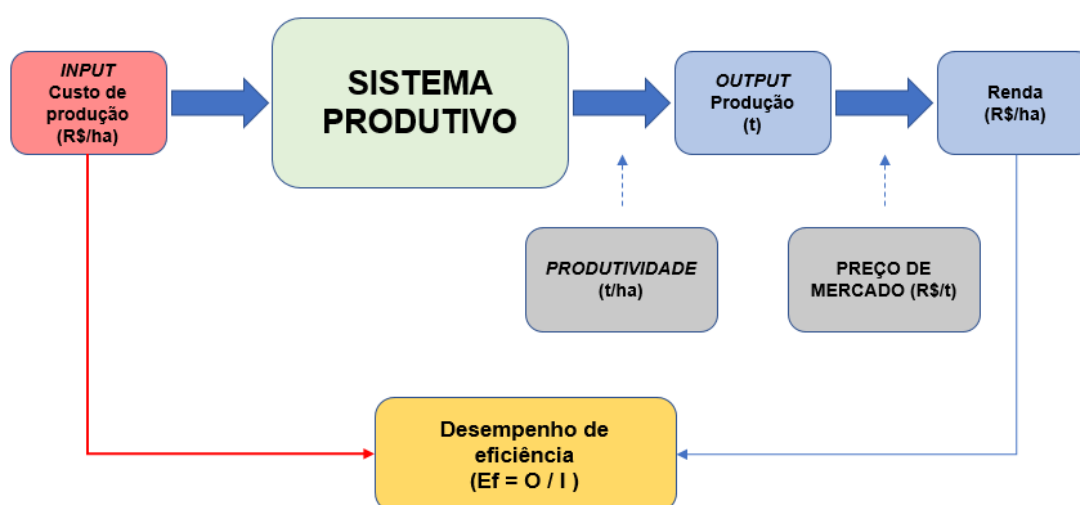 INPUT
Custo de
produção
(R$/ha)
SISTEMA
PRODUTIVO
OUTPUT
Produção
(t)
Renda
(R$/ha)
PRODUTIVIDADE
(t/ha)
PREÇO DE
MERCADO (R$/t)
Desempenho de
eficiência
(Ef = O / I )